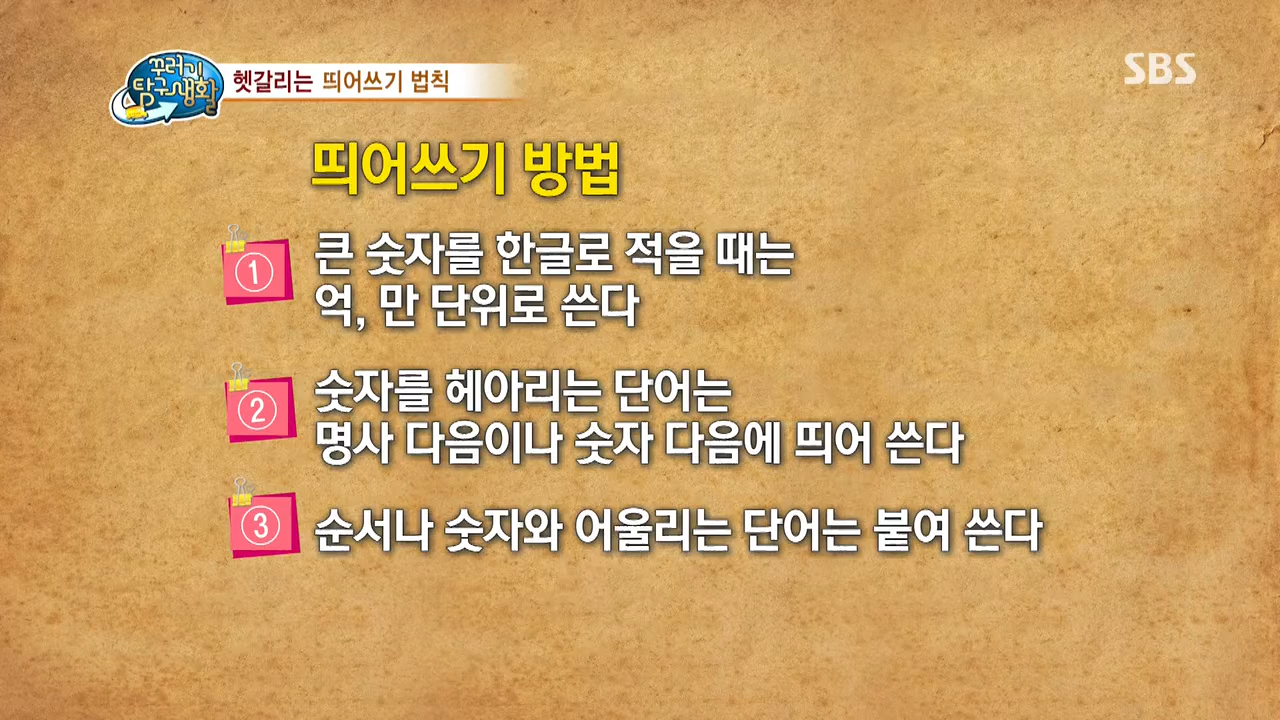 꾸러기
탐구생활
헷갈리는 띄어쓰기 법칙
SBS
띄어쓰기 방법
1
큰 숫자를 한글로 적을 때는
억, 만 단위로 쓴다
2
숫자를 헤아리는 단어는
명사 다음이나 숫자 다음에 띄어 쓴다
3
순서나 숫자와 어울리는 단어는 붙여 쓴다